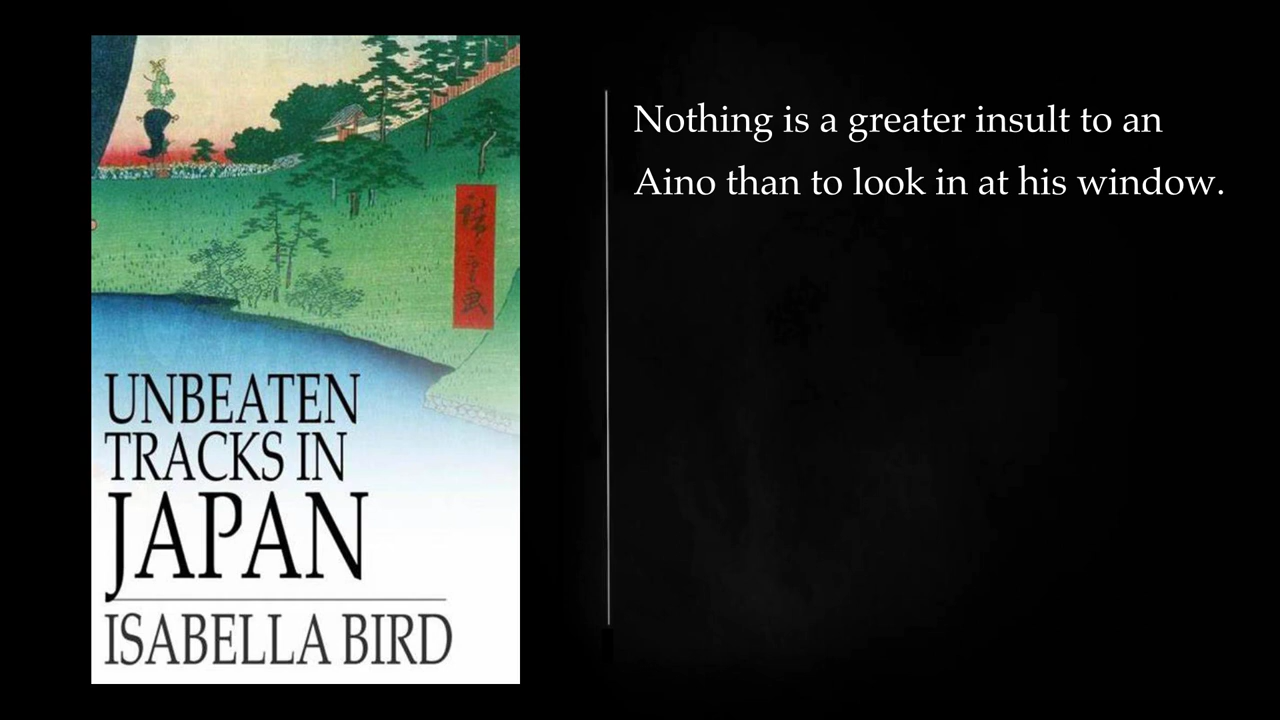 UNBEATEN
TRACKS IN
JAPAN
ISABELLA BIRD
Nothing is a greater insult to an
Aino than to look in at his window.